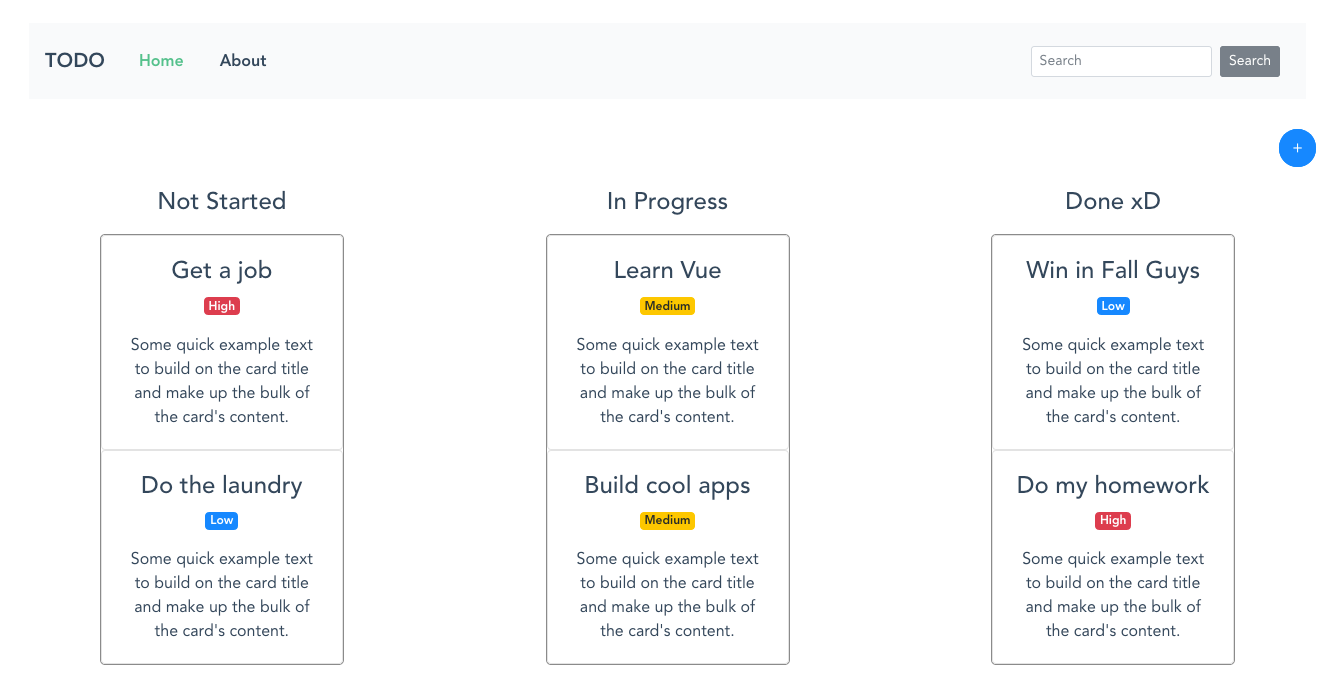 TODO Home About Search Search
+
Not Started
Get a job
High
Some quick example text
to build on the card title
and make up the bulk of
the card's content.
Do the laundry
Low
Some quick example text
to build on the card title
and make up the bulk of
the card's content.
In Progress
Learn Vue
Medium
Some quick example text
to build on the card title
and make up the bulk of
the card's content.
Build cool apps
Medium
Some quick example text
to build on the card title
and make up the bulk of
the card's content.
Done xD
Win in Fall Guys
Low
Some quick example text
to build on the card title
and make up the bulk of
the card's content.
Do my homework
High
Some quick example text
to build on the card title
and make up the bulk of
the card's content.